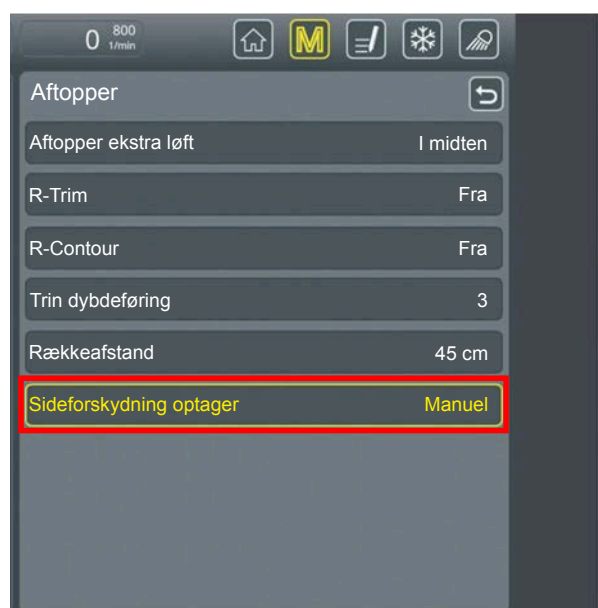 0 800 1/min M
Aftopper
Aftopper ekstra løft I midten
R-Trim Fra
R-Contour Fra
Trin dybdeføring 3
Rækkeafstand 45 cm
Sideforskydning optager Manuel